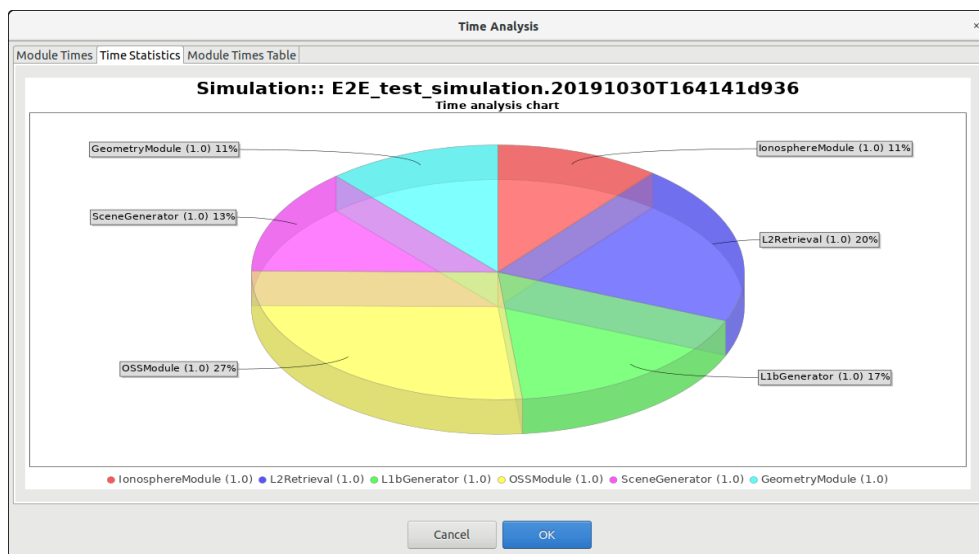 Time Analysis
×
Module Times Time Statistics Module Times Table
Simulation:: E2E_test_simulation.20191030T164141d936
Time analysis chart
GeometryModule (1.0) 11%
IonosphereModule (1.0) 11%
SceneGenerator (1.0) 13%
L2Retrieval (1.0) 20%
OSSModule (1.0) 27%
L1bGenerator (1.0) 17%
IonosphereModule (1.0) L2Retrieval (1.0) L1bGenerator (1.0) OSSModule (1.0) SceneGenerator (1.0) GeometryModule (1.0)
Cancel OK